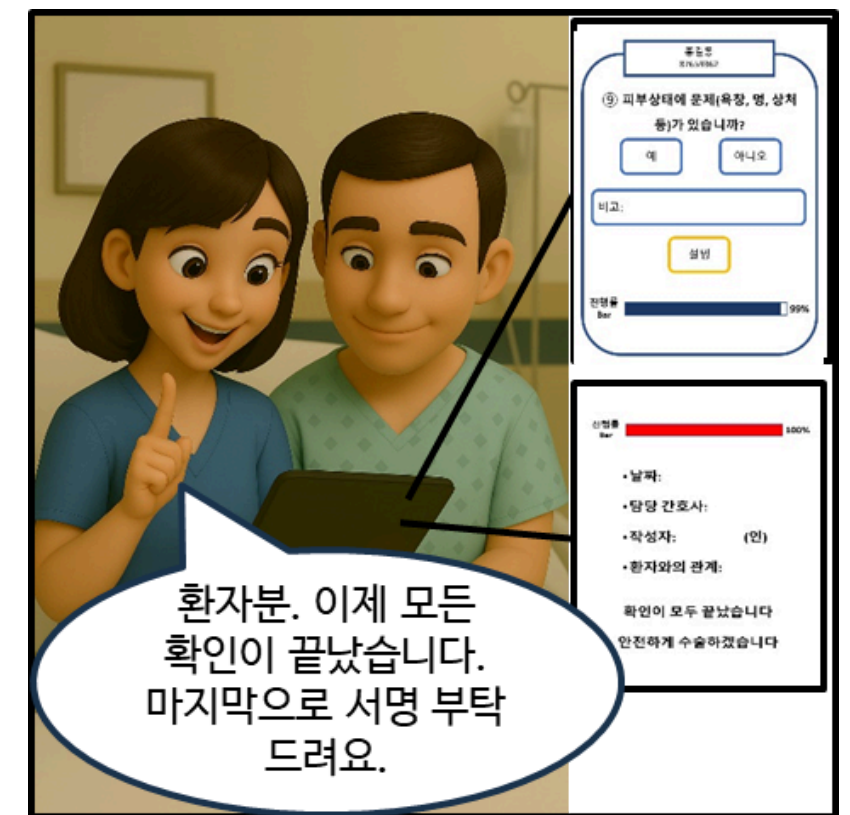 홍길동
⑨ 피부상태에 문제(욕창, 멍, 상처
등)가 있습니까?
예
아니오
비고:
설명
진행률
Bar
99%
진행률
Bar
100%
•날짜:
•담당 간호사:
•작성자: (인)
•환자와의 관계:
확인이 모두 끝났습니다
안전하게 수술하겠습니다
환자분. 이제 모든
확인이 끝났습니다.
마지막으로 서명 부탁
드려요.